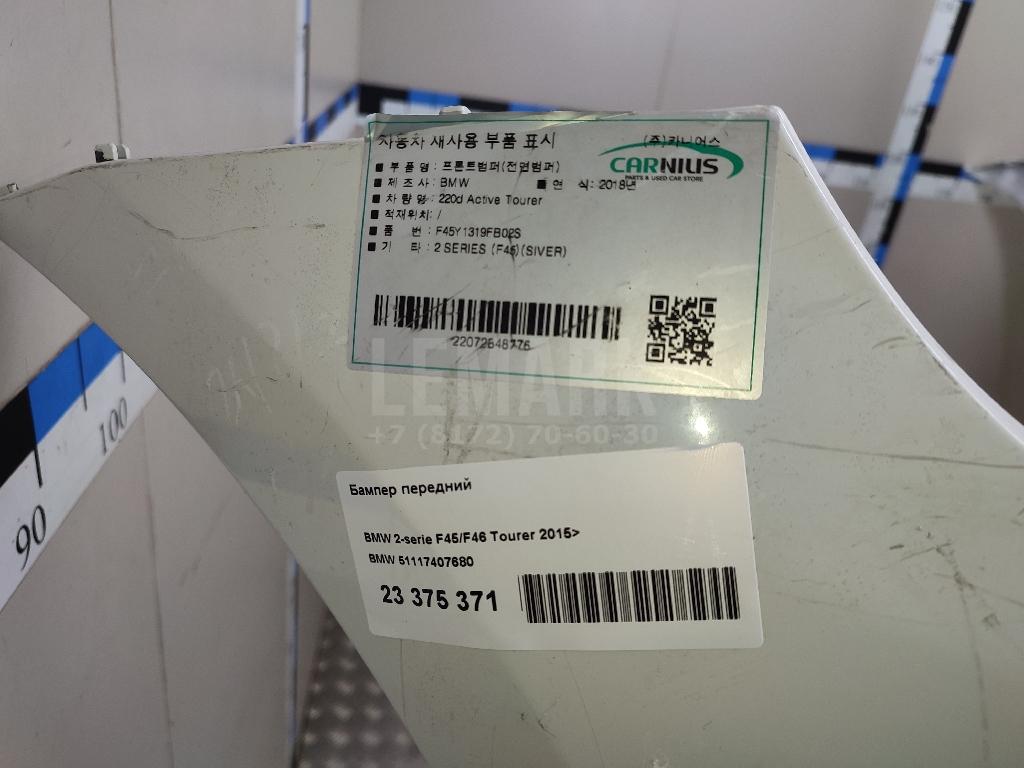 자동차 재사용 부품 표시
(주)카니어스
CARNIUS
PARTS & USED CAR STORE
■ 부 품 명 : 프론트범퍼(전면범퍼)
■ 제 조 사 : BMW ■ 연 식 : 2018년
■ 차 량 명 : 220d Active Tourer
■ 적재위치: /
■ 품 번 : F45Y1319FB02S
■ 기 타 : 2 SERIES (F45)(SIVER)
22072648776
LEMARK
+7 (8172) 70-60-30
Бампер передний
BMW 2-serie F45/F46 Tourer 2015>
BMW 51117407680
23 375 371
100
90